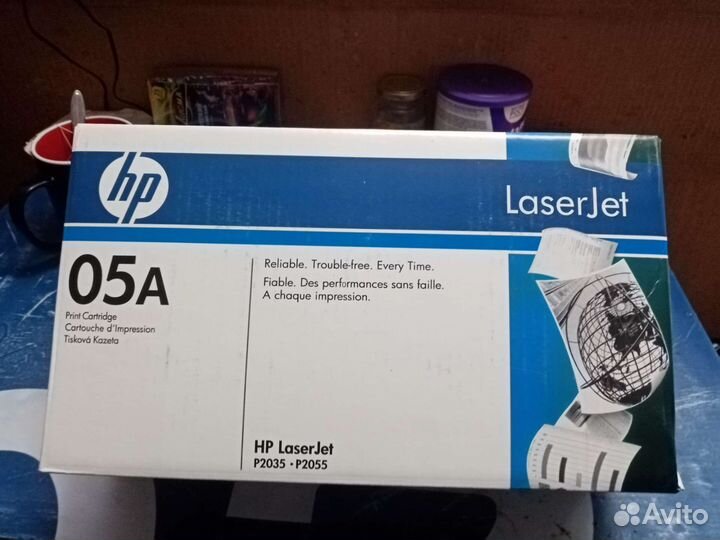 hp
LaserJet
05A
Print Cartridge
Cartouche d'Impression
Tisková Kazeta
Reliable. Trouble-free. Every Time.
Fiable. Des performances sans faille.
A chaque impression.
HP LaserJet
P2035 • P2055
Avito